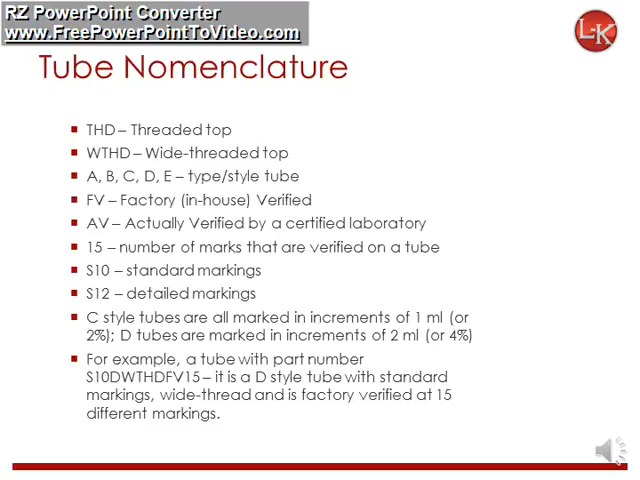 RZ PowerPoint Converter
www.FreePowerPointToVideo.com
L-K
Tube Nomenclature
THD – Threaded top
WTHD – Wide-threaded top
A, B, C, D, E – type/style tube
FV – Factory (in-house) Verified
AV – Actually Verified by a certified laboratory
15 – number of marks that are verified on a tube
S10 – standard markings
S12 – detailed markings
C style tubes are all marked in increments of 1 ml (or
2%); D tubes are marked in increments of 2 ml (or 4%)
For example, a tube with part number
S10DWTHDFV15 – it is a D style tube with standard
markings, wide-thread and is factory verified at 15
different markings.